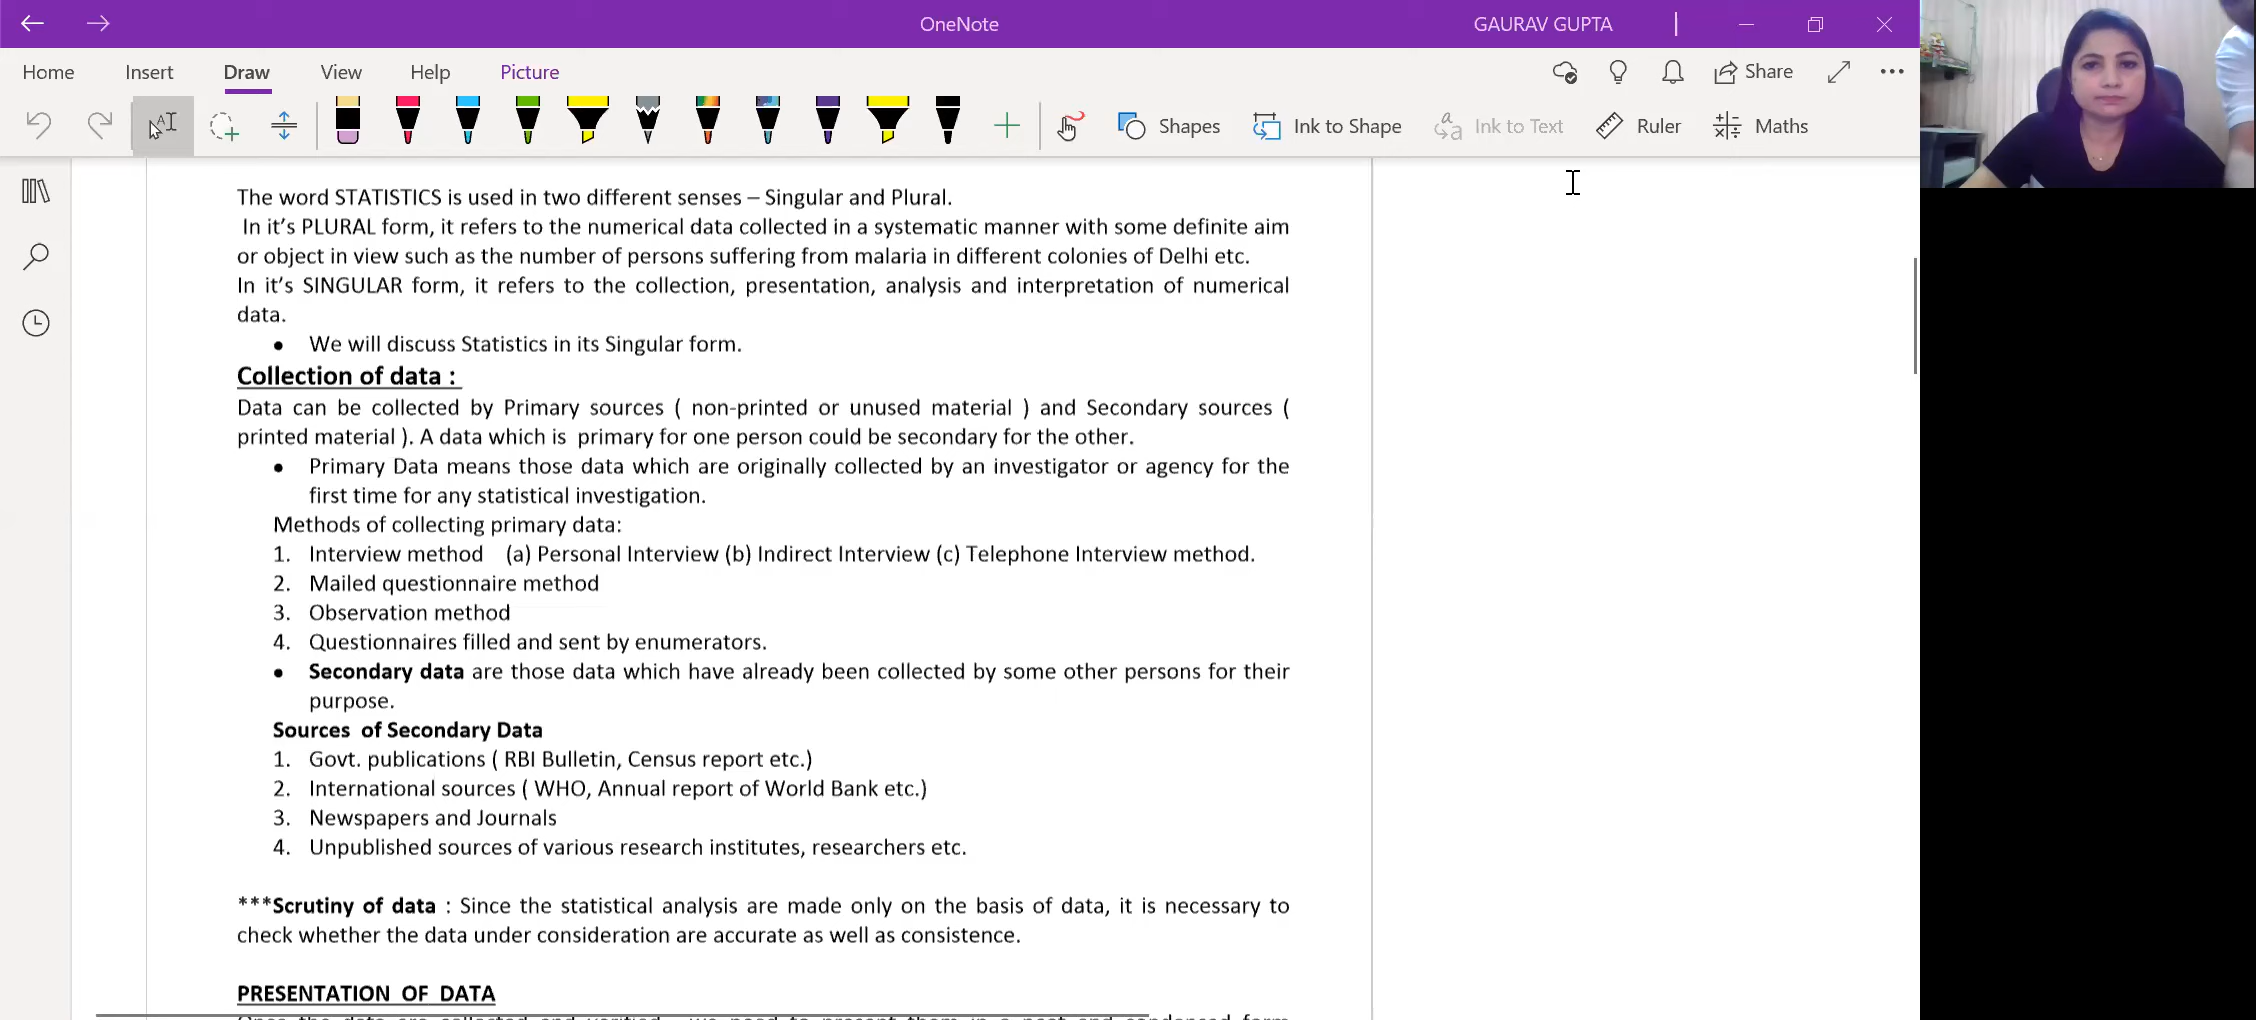 OneNote
GAURAV GUPTA
Home Insert Draw View Help Picture
Share
Shapes Ink to Shape Ink to Text Ruler Maths
The word STATISTICS is used in two different senses – Singular and Plural.
In it's PLURAL form, it refers to the numerical data collected in a systematic manner with some definite aim
or object in view such as the number of persons suffering from malaria in different colonies of Delhi etc.
In it's SINGULAR form, it refers to the collection, presentation, analysis and interpretation of numerical
data.
• We will discuss Statistics in its Singular form.
Collection of data :
Data can be collected by Primary sources ( non-printed or unused material ) and Secondary sources (
printed material ). A data which is primary for one person could be secondary for the other.
• Primary Data means those data which are originally collected by an investigator or agency for the
first time for any statistical investigation.
Methods of collecting primary data:
1. Interview method (a) Personal Interview (b) Indirect Interview (c) Telephone Interview method.
2. Mailed questionnaire method
3. Observation method
4. Questionnaires filled and sent by enumerators.
• Secondary data are those data which have already been collected by some other persons for their
purpose.
Sources of Secondary Data
1. Govt. publications ( RBI Bulletin, Census report etc.)
2. International sources ( WHO, Annual report of World Bank etc.)
3. Newspapers and Journals
4. Unpublished sources of various research institutes, researchers etc.
***Scrutiny of data : Since the statistical analysis are made only on the basis of data, it is necessary to
check whether the data under consideration are accurate as well as consistence.
PRESENTATION OF DATA